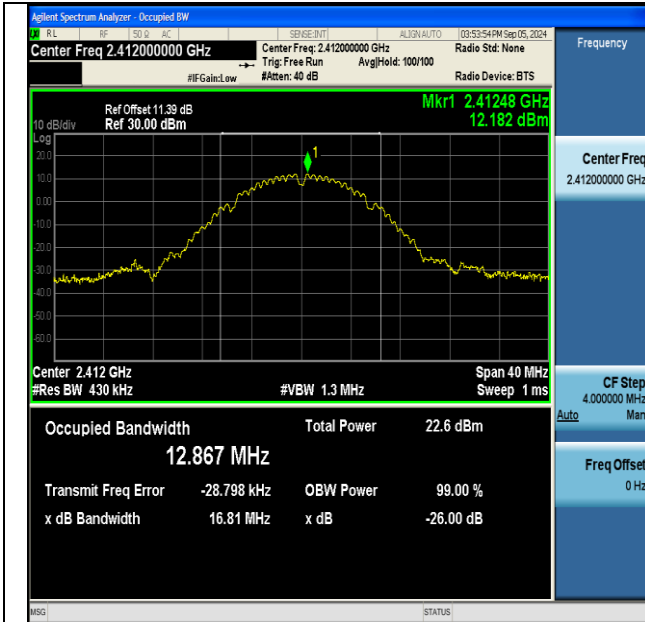 Agilent Spectrum Analyzer - Occupied BW
RL RF 50 Ω AC SENSE:INT ALIGN AUTO 03:53:54 PM Sep 05, 2024
Center Freq 2.412000000 GHz Center Freq: 2.412000000 GHz Radio Std: None
Trig: Free Run Avg|Hold: 100/100
#IFGain:Low #Atten: 40 dB Radio Device: BTS
Frequency
Mkr1 2.41248 GHz
12.182 dBm
Ref Offset 11.39 dB
10 dB/div Ref 30.00 dBm
Log
20.0
10.0
0.00
-10.0
-20.0
-30.0
-40.0
-50.0
-60.0
1
Center 2.412 GHz Span 40 MHz
#Res BW 430 kHz #VBW 1.3 MHz Sweep 1 ms
Occupied Bandwidth Total Power 22.6 dBm
12.867 MHz
Transmit Freq Error -28.798 kHz OBW Power 99.00 %
x dB Bandwidth 16.81 MHz x dB -26.00 dB
Center Freq
2.412000000 GHz
CF Step
4.000000 MHz
Auto Man
Freq Offset
0 Hz
MSG STATUS